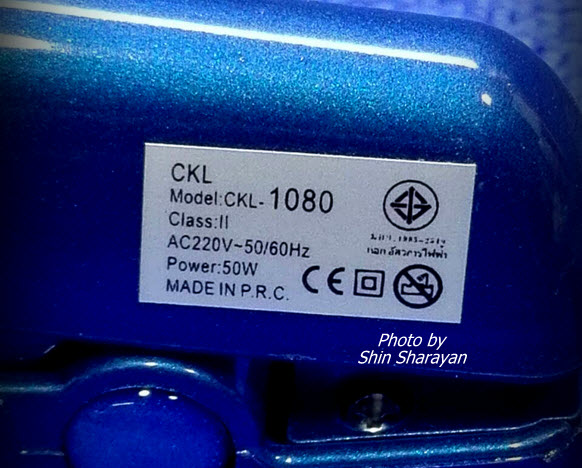 CKL
Model:CKL-1080
Class:II
AC220V~50/60Hz
Power:50W
MADE IN P.R.C.
CE
Photo by
Shin Sharayan